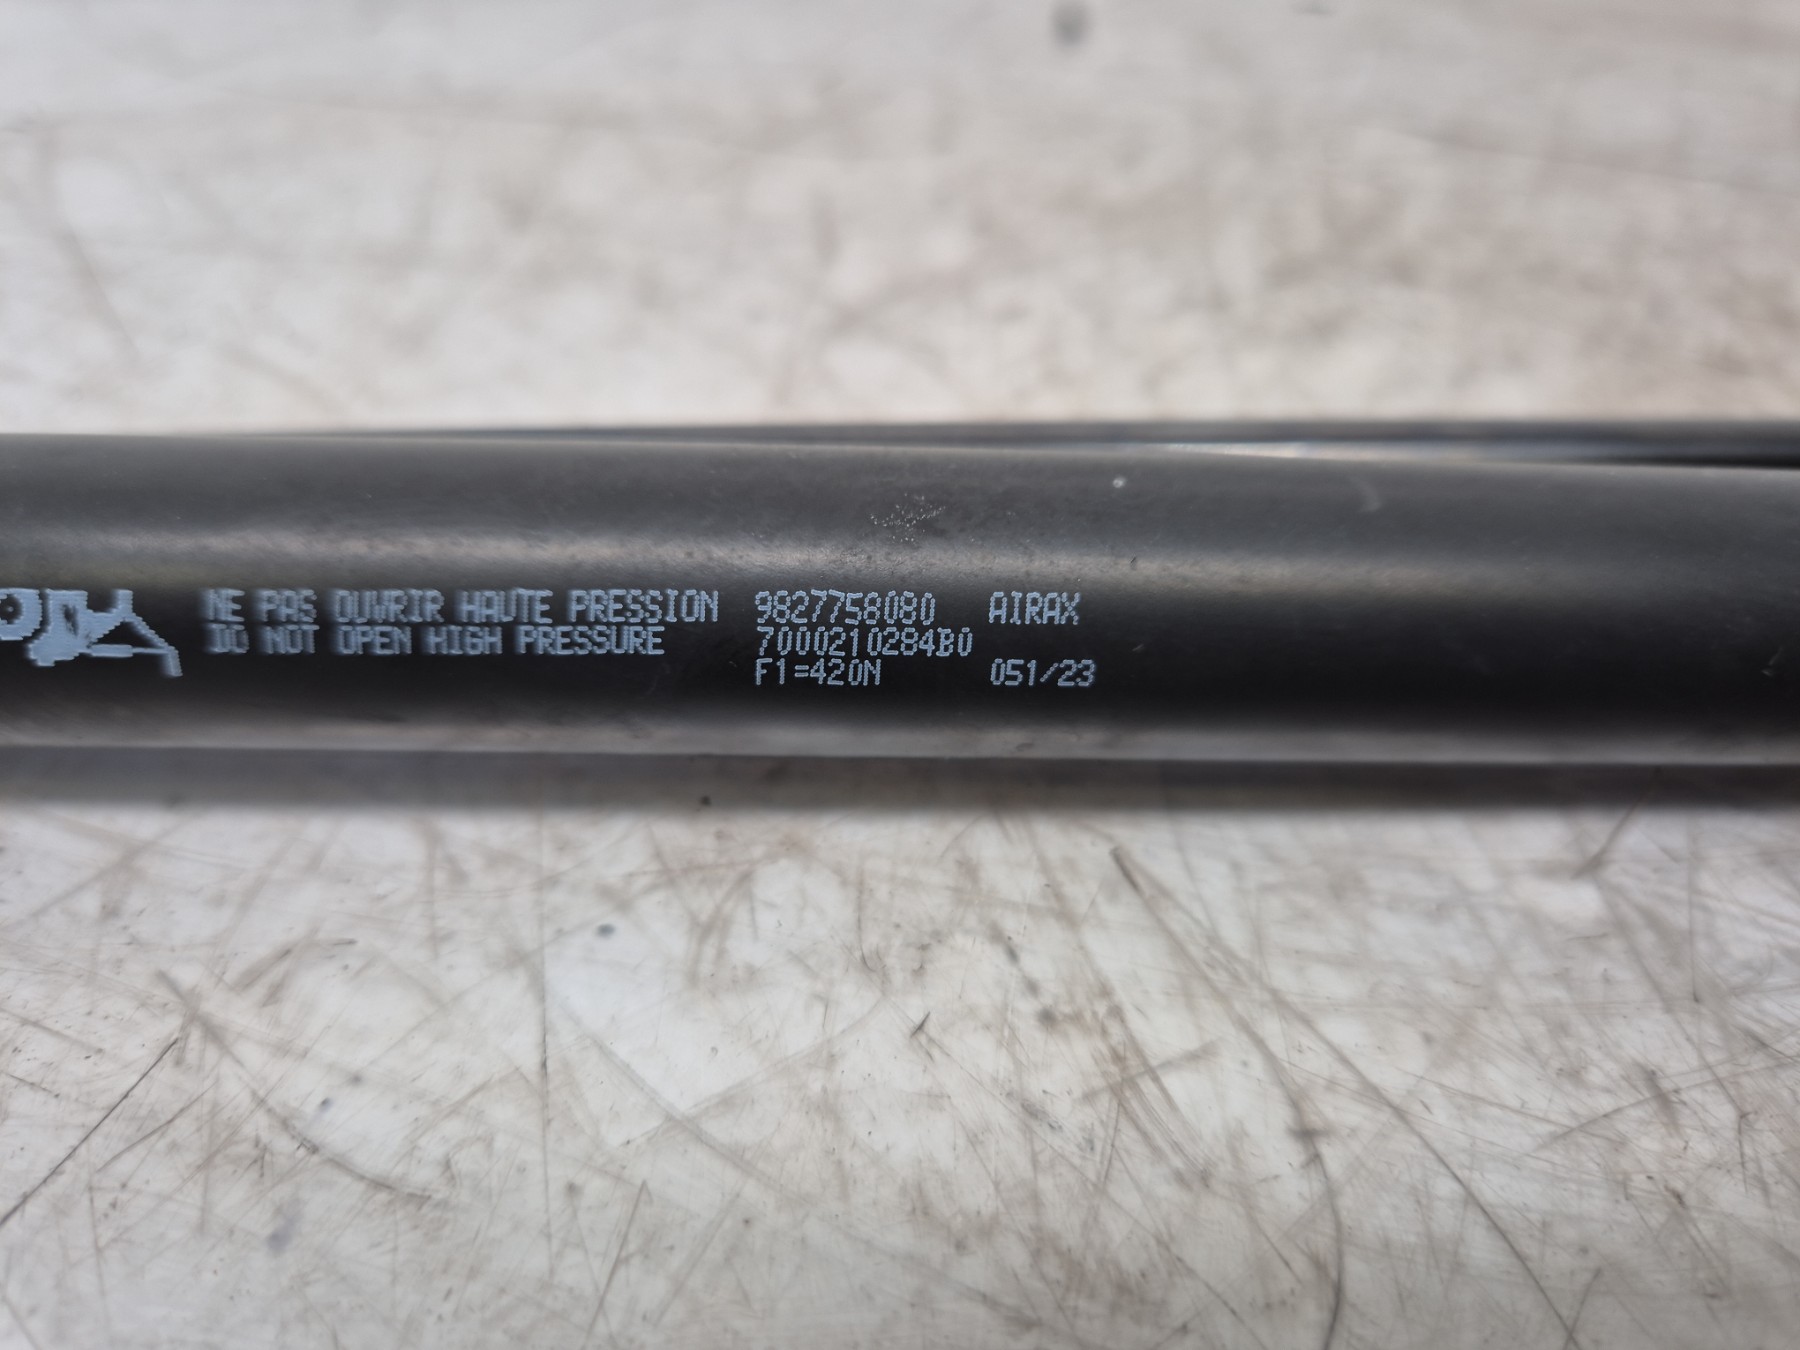 NE PAS OUVRIR HAUTE PRESSION 9827758080 AIRAX
DO NOT OPEN HIGH PRESSURE 7000210284B0
F1=420N 051/23